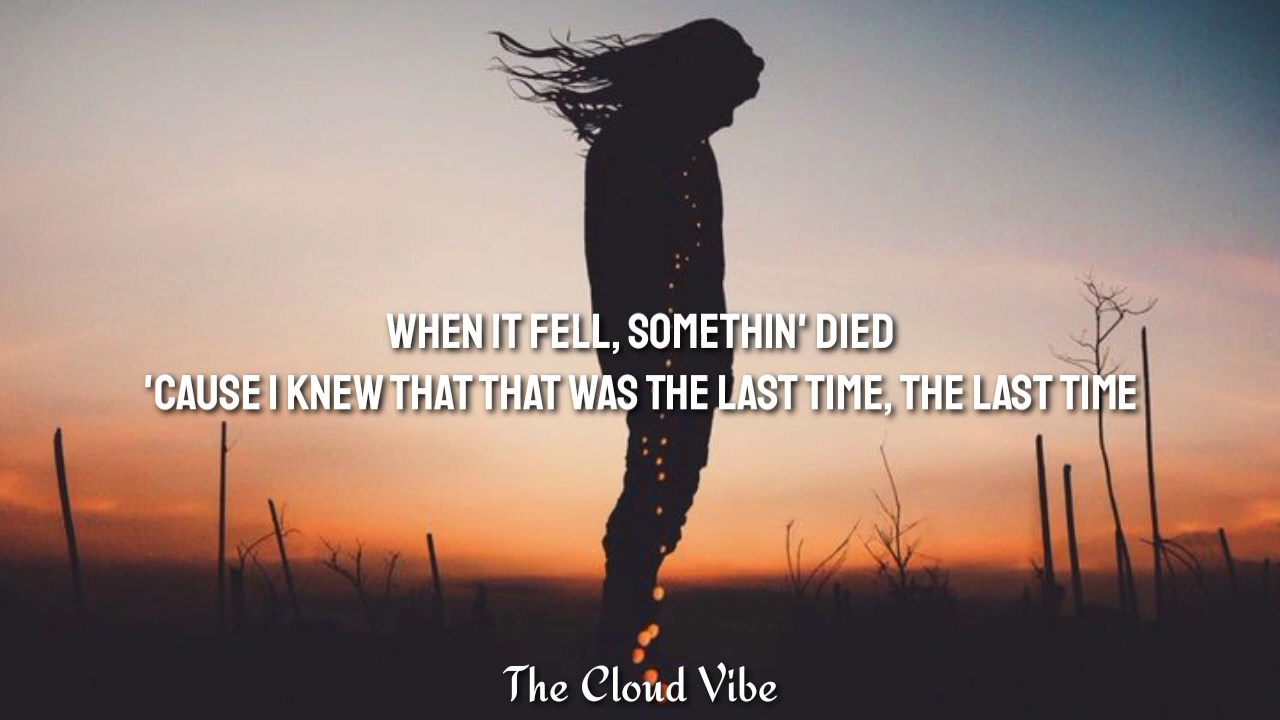 WHEN IT FELL, SOMETHIN' DIED
'CAUSE I KNEW THAT THAT WAS THE LAST TIME, THE LAST TIME
The Cloud Vibe